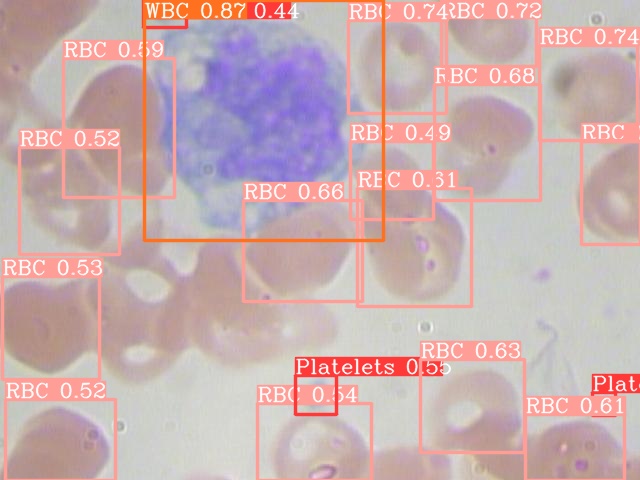 WBC 0.87
0.44
RBC 0.74
RBC 0.72
RBC 0.74
RBC 0.59
RBC 0.68
RBC 0.52
RBC 0.49
RBC
RBC 0.61
RBC 0.66
RBC 0.53
RBC 0.63
Platelets 0.55
RBC 0.52
RBC 0.54
RBC 0.61